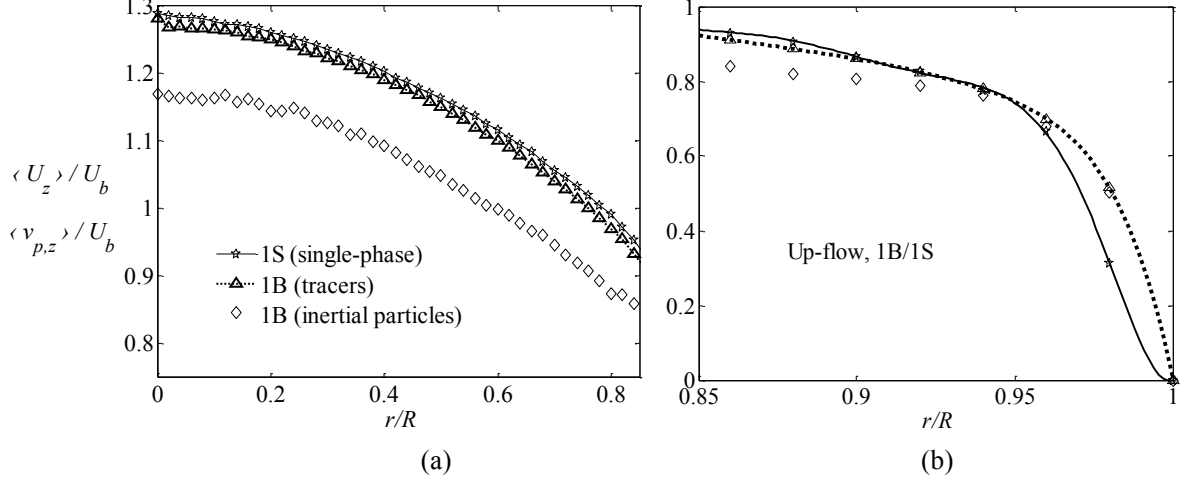 1.3
1.2
1.1
1
0.9
0.8
‹ U_z › / U_b
‹ v_{p,z} › / U_b
1S (single-phase)
1B (tracers)
1B (inertial particles)
0 0.2 0.4 0.6 0.8
r/R
(a)
1
0.8
0.6
0.4
0.2
0
Up-flow, 1B/1S
0.85 0.9 0.95 1
r/R
(b)